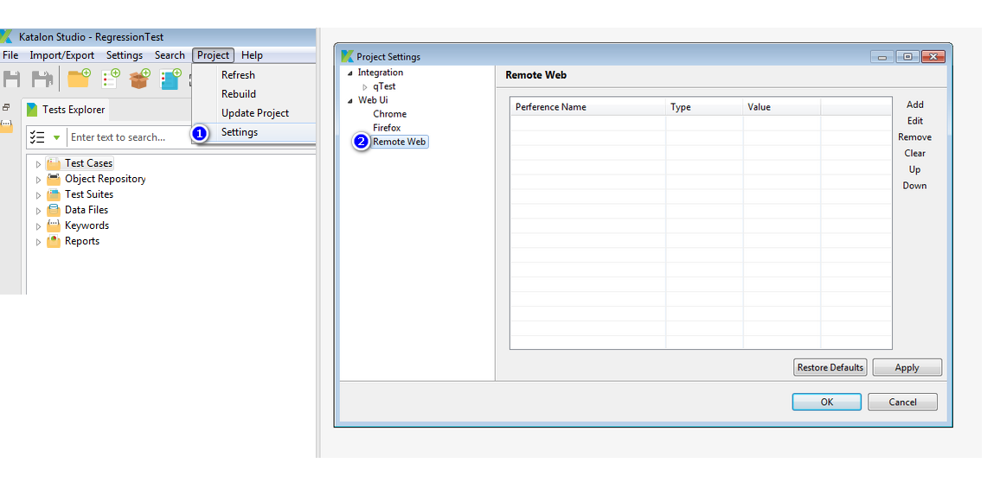 Katalon Studio - RegressionTest
File Import/Export Settings Search Project Help
Refresh
Rebuild
Update Project
1 Settings
Tests Explorer
Enter text to search...
Test Cases
Object Repository
Test Suites
Data Files
Keywords
Reports
Project Settings
Integration
qTest
Web Ui
Chrome
Firefox
2 Remote Web
Remote Web
Perference Name Type Value
Add
Edit
Remove
Clear
Up
Down
Restore Defaults Apply
OK Cancel